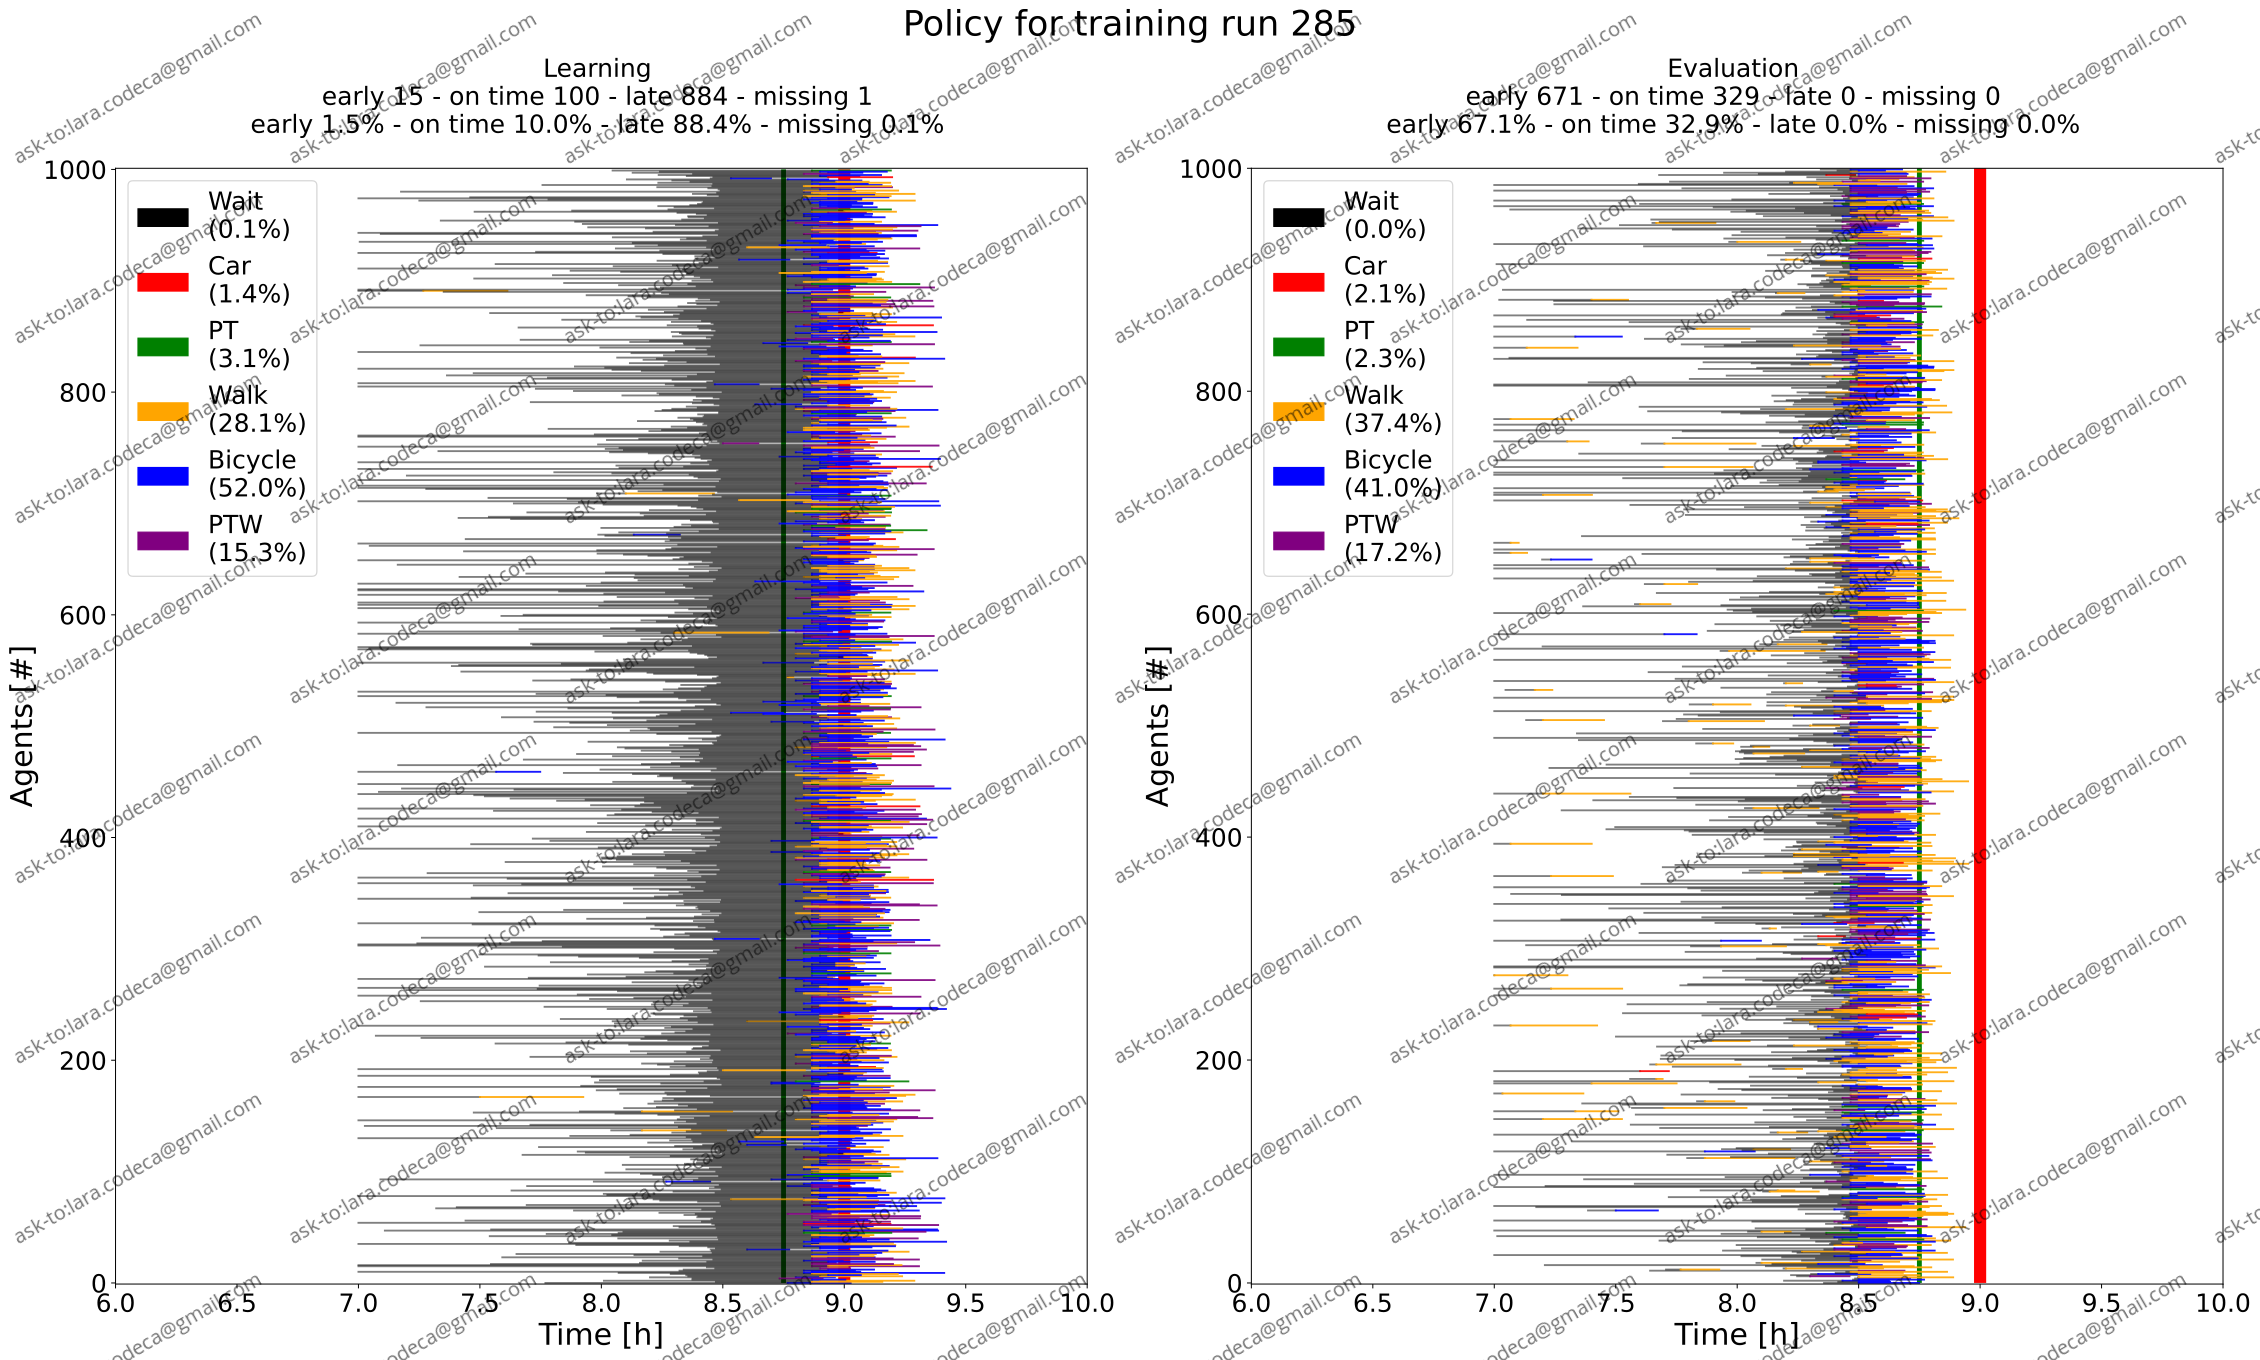 Policy for training run 285
Learning
early 15 - on time 100 - late 884 - missing 1
early 1.5% - on time 10.0% - late 88.4% - missing 0.1%
1000
800
600
400
200
0
Agents [#]
Wait
(0.1%)
Car
(1.4%)
PT
(3.1%)
Walk
(28.1%)
Bicycle
(52.0%)
PTW
(15.3%)
6.0 6.5 7.0 7.5 8.0 8.5 9.0 9.5 10.0
Time [h]
Evaluation
early 671 - on time 329 - late 0 - missing 0
early 67.1% - on time 32.9% - late 0.0% - missing 0.0%
1000
800
600
400
200
0
Agents [#]
Wait
(0.0%)
Car
(2.1%)
PT
(2.3%)
Walk
(37.4%)
Bicycle
(41.0%)
PTW
(17.2%)
6.0 6.5 7.0 7.5 8.0 8.5 9.0 9.5 10.0
Time [h]
ask-to:lara.codeca@gmail.com